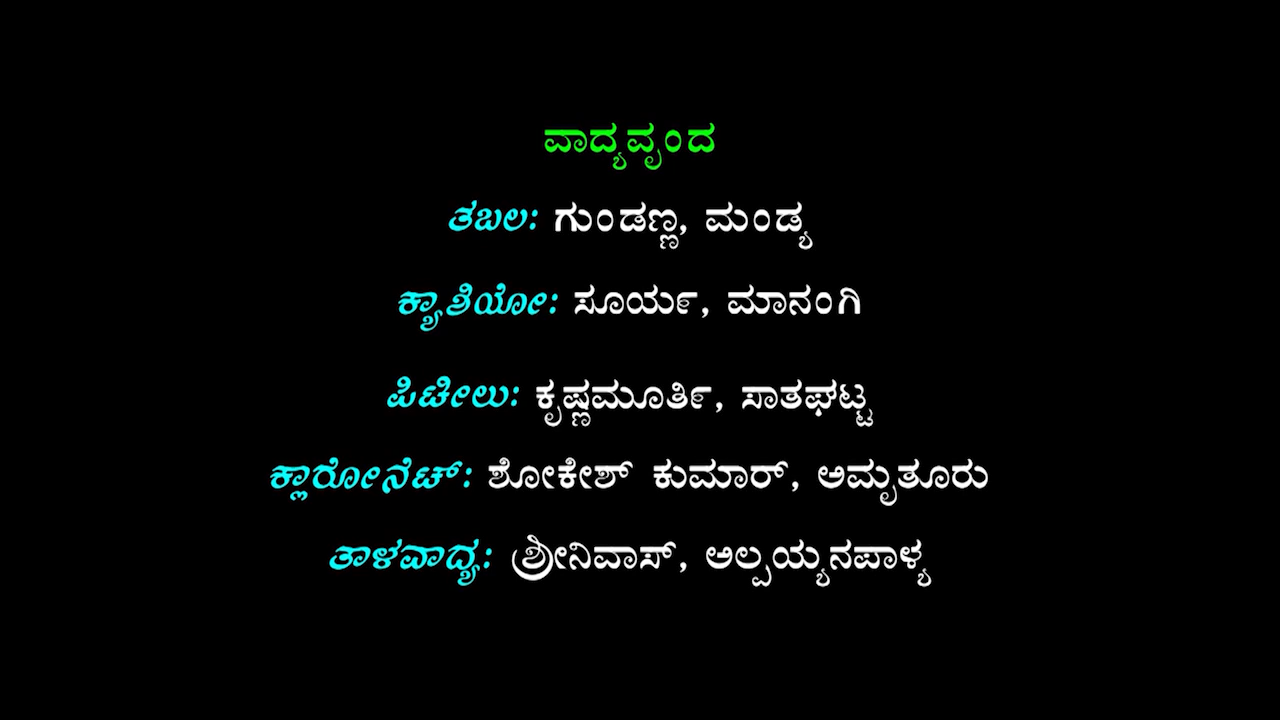 ವಾದ್ಯವೃಂದ
ತಬಲ: ಗುಂಡಣ್ಣ, ಮಂಡ್ಯ
ಕ್ಯಾಶಿಯೋ: ಸೂರ್ಯ, ಮಾನಂಗಿ
ಪಿಟೀಲು: ಕೃಷ್ಣಮೂರ್ತಿ, ಸಾತಘಟ್ಟ
ಕ್ಲಾರೋನೆಟ್: ಶೋಕೇಶ್ ಕುಮಾರ್, ಅಮೃತೂರು
ತಾಳವಾದ್ಯ: ಶ್ರೀನಿವಾಸ್, ಅಲ್ಪಯ್ಯನಪಾಳ್ಯ